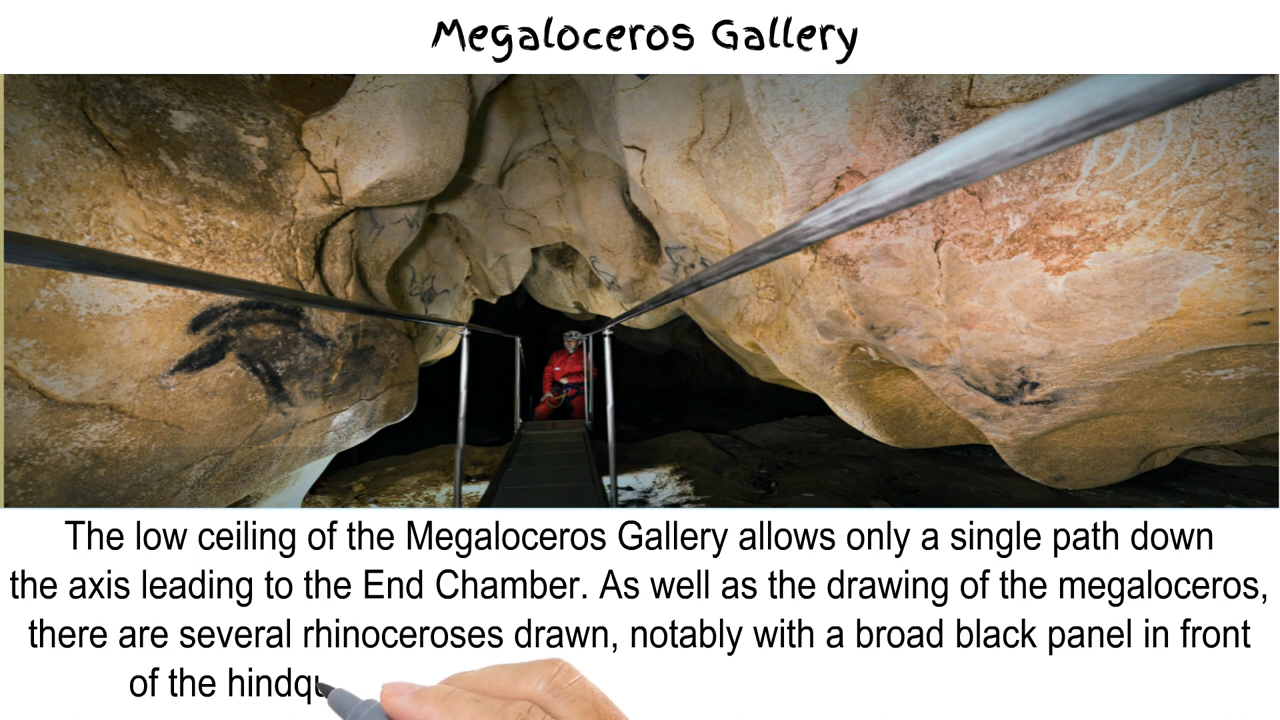 Megaloceros Gallery
The low ceiling of the Megaloceros Gallery allows only a single path down
the axis leading to the End Chamber. As well as the drawing of the megaloceros,
there are several rhinoceroses drawn, notably with a broad black panel in front
of the